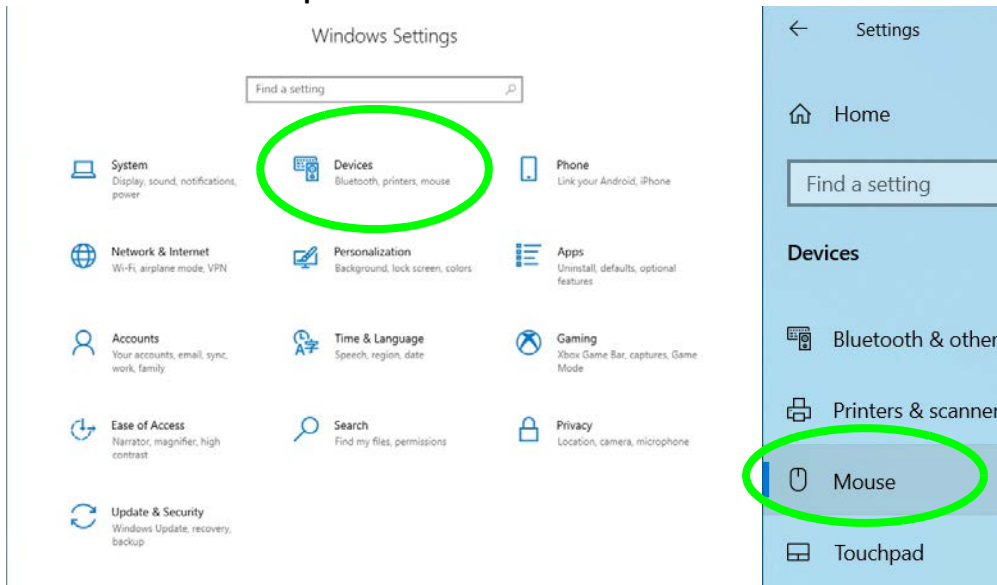 Windows Settings
Find a setting
System
Display, sound, notifications,
power
Devices
Bluetooth, printers, mouse
Phone
Link your Android, iPhone
Network & Internet
Wi-Fi, airplane mode, VPN
Personalization
Background, lock screen, colors
Apps
Uninstall, defaults, optional
features
Accounts
Your accounts, email, sync,
work, family
Time & Language
Speech, region, date
Gaming
Xbox Game Bar, captures, Game
Mode
Ease of Access
Narrator, magnifier, high
contrast
Search
Find my files, permissions
Privacy
Location, camera, microphone
Update & Security
Windows Update, recovery,
backup
Settings
Home
Find a setting
Devices
Bluetooth & other
Printers & scanner
Mouse
Touchpad